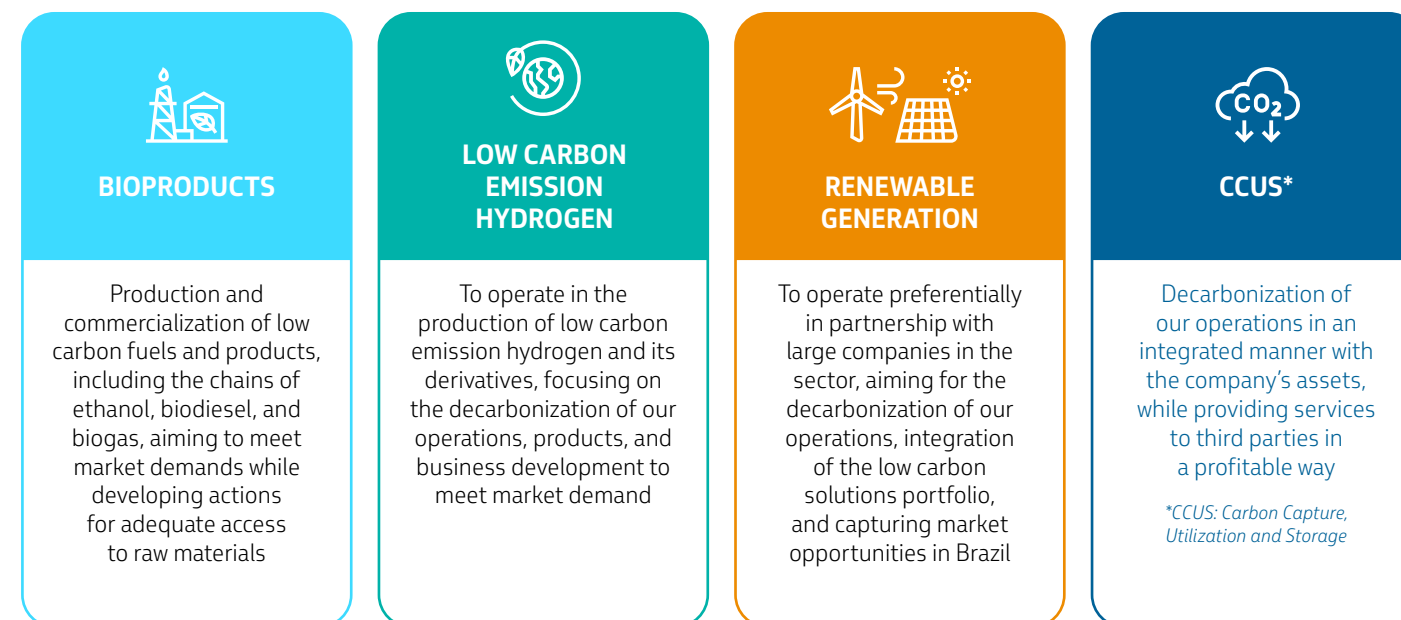 BIOPRODUCTS
Production and
commercialization of low
carbon fuels and products,
including the chains of
ethanol, biodiesel, and
biogas, aiming to meet
market demands while
developing actions
for adequate access
to raw materials
LOW CARBON
EMISSION
HYDROGEN
To operate in the
production of low carbon
emission hydrogen and its
derivatives, focusing on
the decarbonization of our
operations, products, and
business development to
meet market demand
RENEWABLE
GENERATION
To operate preferentially
in partnership with
large companies in the
sector, aiming for the
decarbonization of our
operations, integration
of the low carbon
solutions portfolio,
and capturing market
opportunities in Brazil
CO₂
CCUS*
Decarbonization of
our operations in an
integrated manner with
the company’s assets,
while providing services
to third parties in
a profitable way
*CCUS: Carbon Capture,
Utilization and Storage